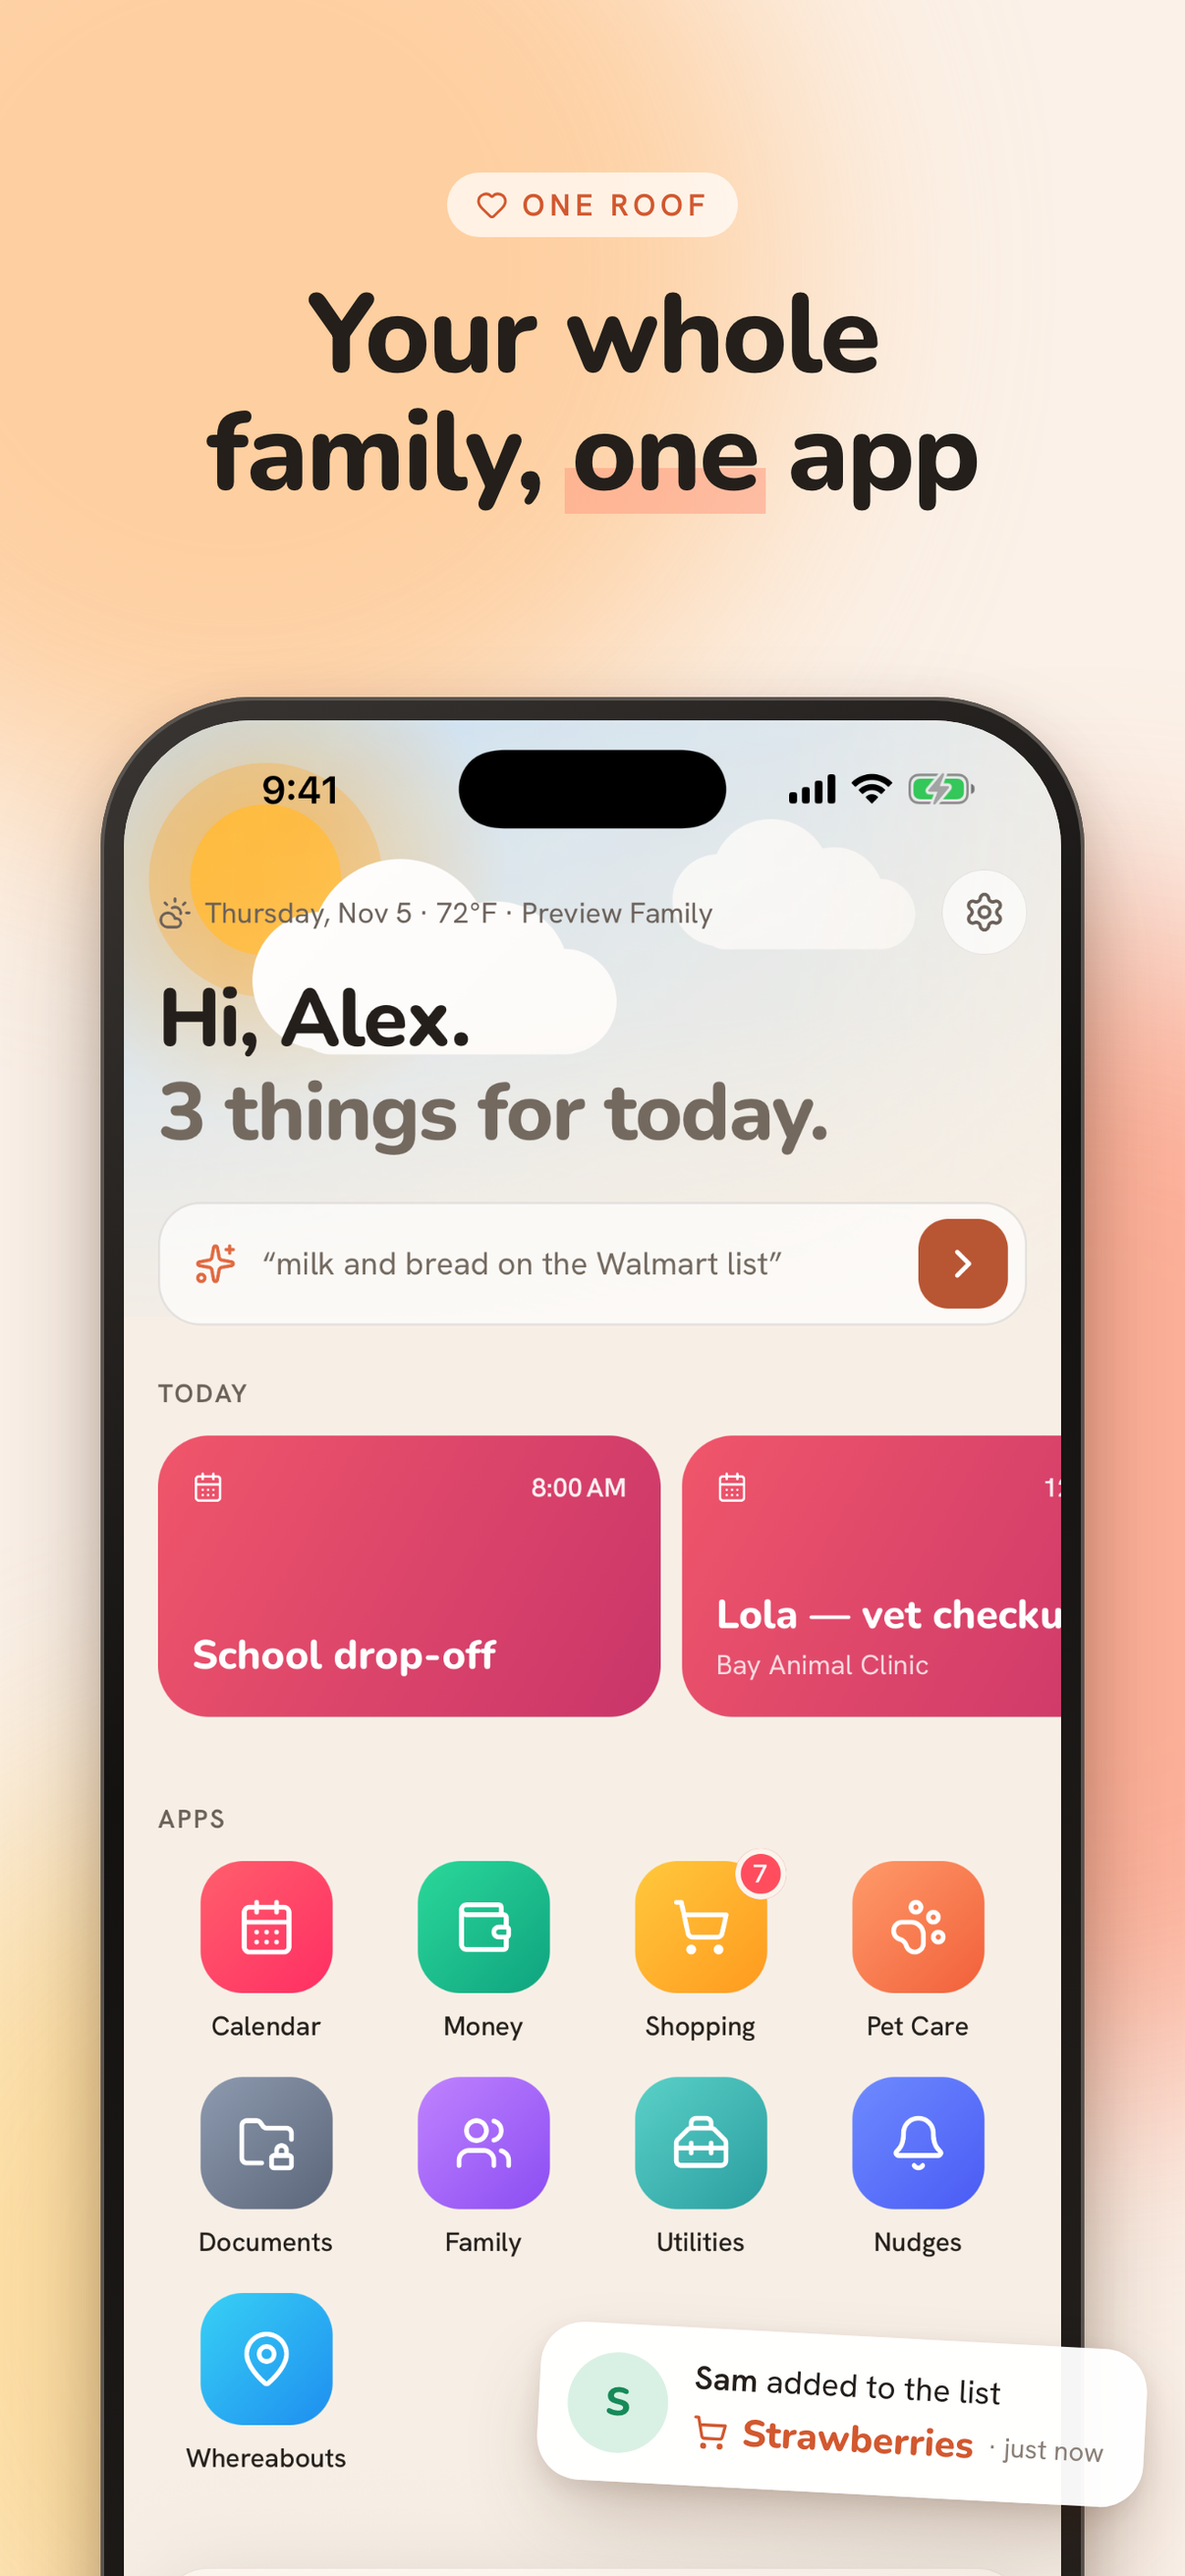 ONE ROOF
Your whole
family, one app
9:41
Thursday, Nov 5 · 72°F · Preview Family
Hi, Alex.
3 things for today.
“milk and bread on the Walmart list”
TODAY
8:00 AM
School drop-off
Lola — vet checku
Bay Animal Clinic
APPS
7
Calendar
Money
Shopping
Pet Care
Documents
Family
Utilities
Nudges
Whereabouts
S
Sam added to the list
Strawberries · just now